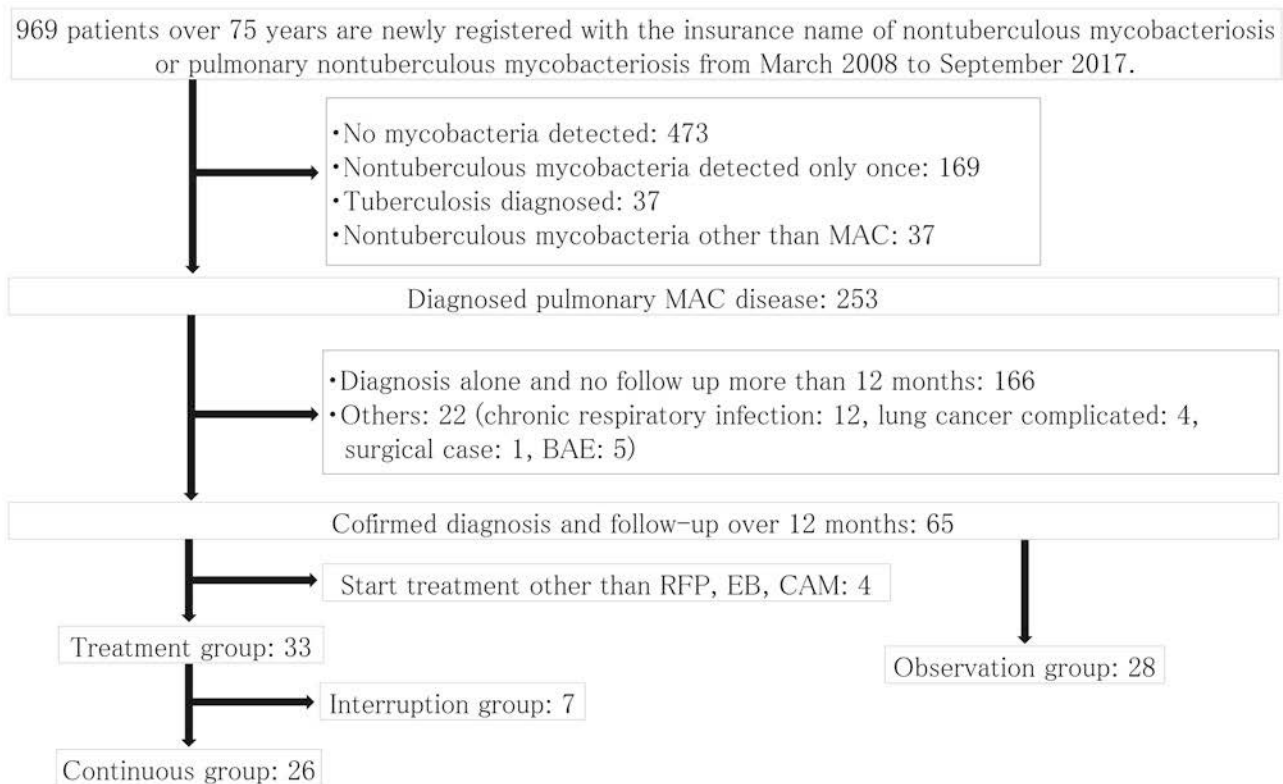 969 patients over 75 years are newly registered with the insurance name of nontuberculous mycobacteriosis
or pulmonary nontuberculous mycobacteriosis from March 2008 to September 2017.
・No mycobacteria detected: 473
・Nontuberculous mycobacteria detected only once: 169
・Tuberculosis diagnosed: 37
・Nontuberculous mycobacteria other than MAC: 37
Diagnosed pulmonary MAC disease: 253
・Diagnosis alone and no follow up more than 12 months: 166
・Others: 22 (chronic respiratory infection: 12, lung cancer complicated: 4,
surgical case: 1, BAE: 5)
Cofirmed diagnosis and follow-up over 12 months: 65
Start treatment other than RFP, EB, CAM: 4
Treatment group: 33
Observation group: 28
Interruption group: 7
Continuous group: 26